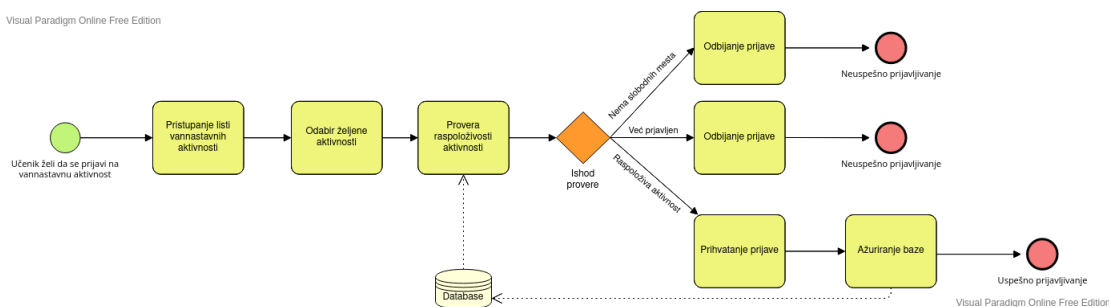 Visual Paradigm Online Free Edition
Učenik želi da se prijavi na
vannastavnu aktivnost
Pristupanje listi
vannastavnih
aktivnosti
Odabir željene
aktivnosti
Provera
raspoloživosti
aktivnosti
Ishod
provere
Nema slobodnih mesta
Odbijanje prijave
Neuspešno prijavljivanje
Već prjavljen
Odbijanje prijave
Neuspešno prijavljivanje
Raspoloživa aktivnost
Prihvatanje prijave
Ažuriranje baze
Uspešno prijavljivanje
Database
Visual Paradigm Online Free Edition